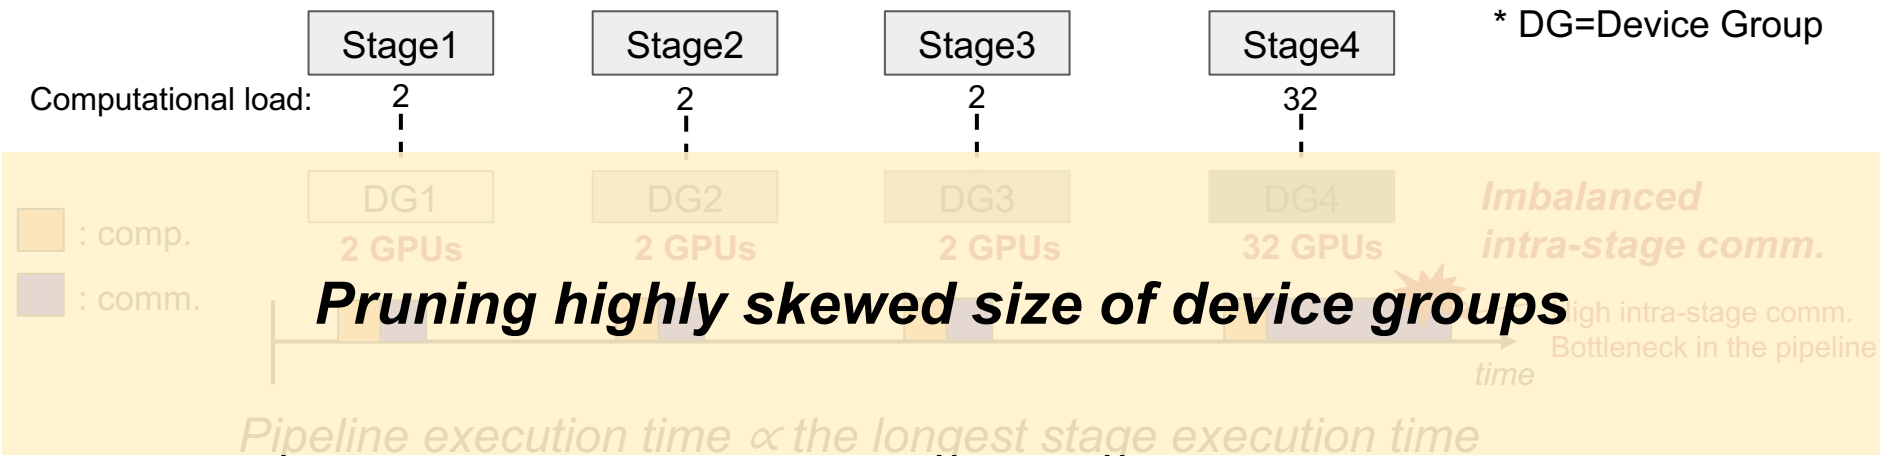 Stage1 Stage2 Stage3 Stage4 * DG=Device Group
Computational load: 2 2 2 32
DG1 DG2 DG3 DG4 Imbalanced
: comp. 2 GPUs 2 GPUs 2 GPUs 32 GPUs intra-stage comm.
: comm. Pruning highly skewed size of device groups intra-stage comm.
Bottleneck in the pipeline
time
Pipeline execution time ∝ the longest stage execution time